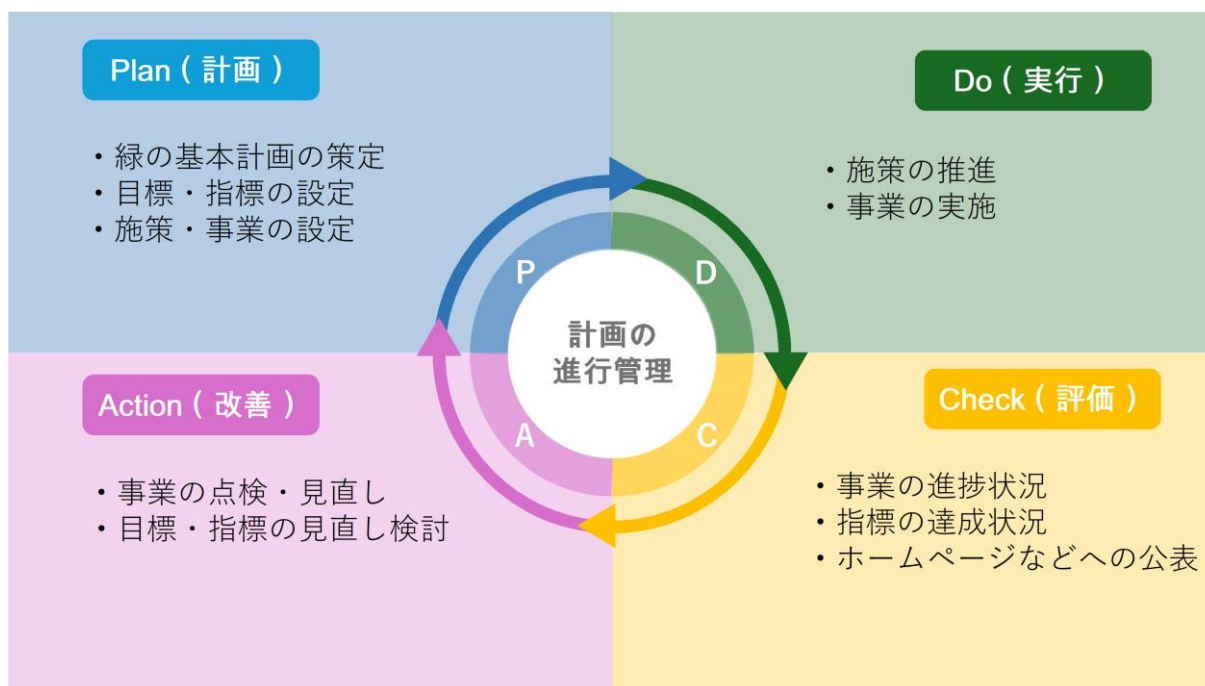 Plan（計画）
・緑の基本計画の策定
・目標・指標の設定
・施策・事業の設定
Do（実行）
・施策の推進
・事業の実施
P
D
計画の
進行管理
A
C
Action（改善）
・事業の点検・見直し
・目標・指標の見直し検討
Check（評価）
・事業の進捗状況
・指標の達成状況
・ホームページなどへの公表